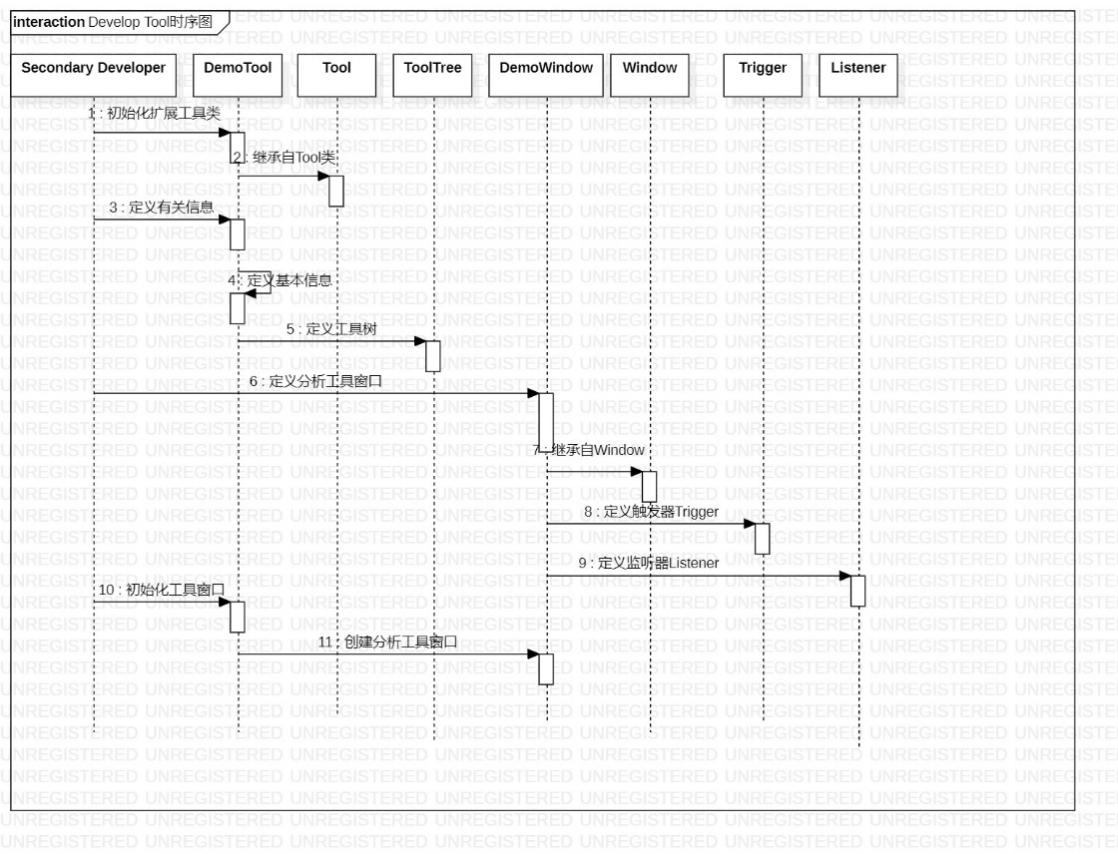 interaction Develop Tool时序图
Secondary Developer
DemoTool
Tool
ToolTree
DemoWindow
Window
Trigger
Listener
1 : 初始化扩展工具类
2 : 继承自Tool类
3 : 定义有关信息
4 : 定义基本信息
5 : 定义工具树
6 : 定义分析工具窗口
7 : 继承自Window
8 : 定义触发器Trigger
9 : 定义监听器Listener
10 : 初始化工具窗口
11 : 创建分析工具窗口
UNREGISTERED